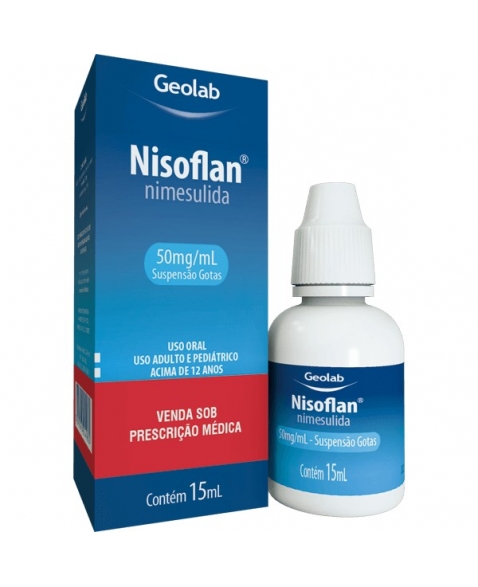 Geolab
Nisoflan®
nimesulida
50mg/mL
Suspensão Gotas
USO ORAL
USO ADULTO E PEDIÁTRICO
ACIMA DE 12 ANOS
VENDA SOB
PRESCRIÇÃO MÉDICA
Contém 15mL
Geolab
Nisoflan®
nimesulida
50mg/mL - Suspensão Gotas
Contém 15mL